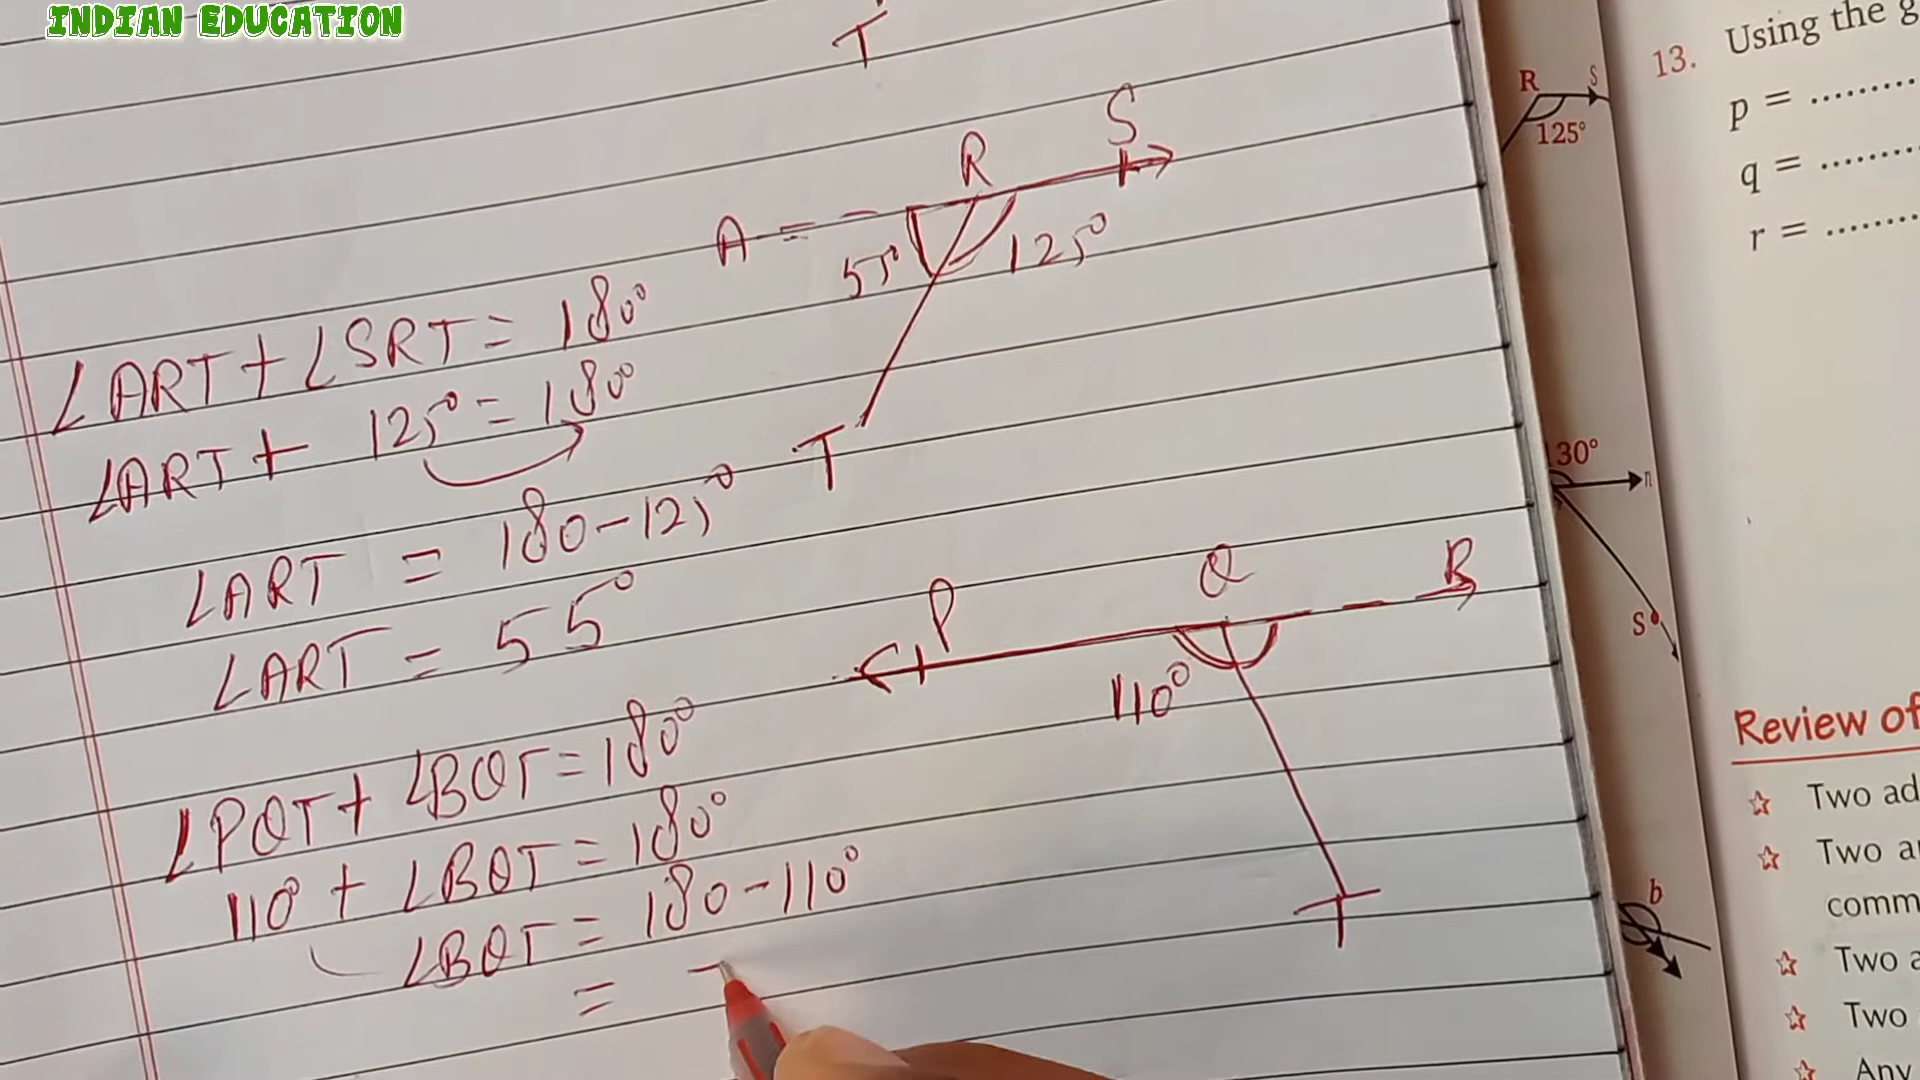 INDIAN EDUCATION
T
A R S
55° 125°
T
∠ART + ∠SRT = 180°
∠ART + 125° = 180°
∠ART = 180 - 125°
∠ART = 55°
P Q B
110°
T
∠PQT + ∠BQT = 180°
110° + ∠BQT = 180°
∠BQT = 180 - 110°
=
R S
125°
30° n
S
b
13. Using the g
p = ........
q = ........
r = ........
Review of
☆ Two ad
☆ Two a
comm
☆ Two a
☆ Two
☆ Any